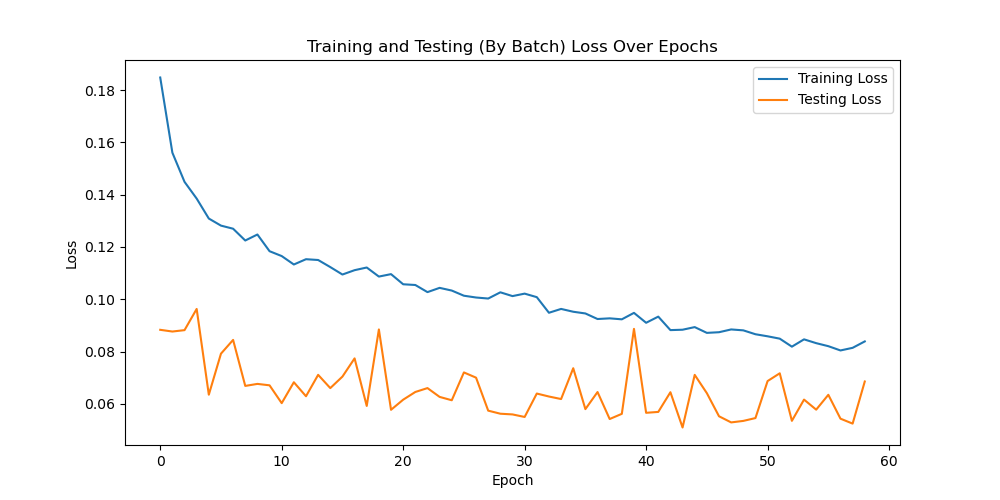 Training and Testing (By Batch) Loss Over Epochs
Training Loss
Testing Loss
Loss
0.18
0.16
0.14
0.12
0.10
0.08
0.06
0 10 20 30 40 50 60
Epoch